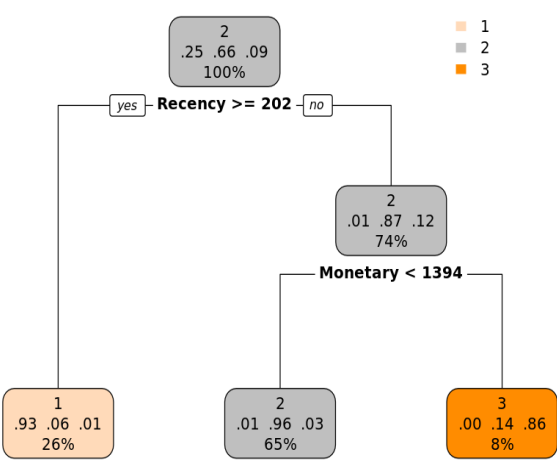 2
.25 .66 .09
100%
1
2
3
yes Recency >= 202 no
2
.01 .87 .12
74%
Monetary < 1394
1
.93 .06 .01
26%
2
.01 .96 .03
65%
3
.00 .14 .86
8%